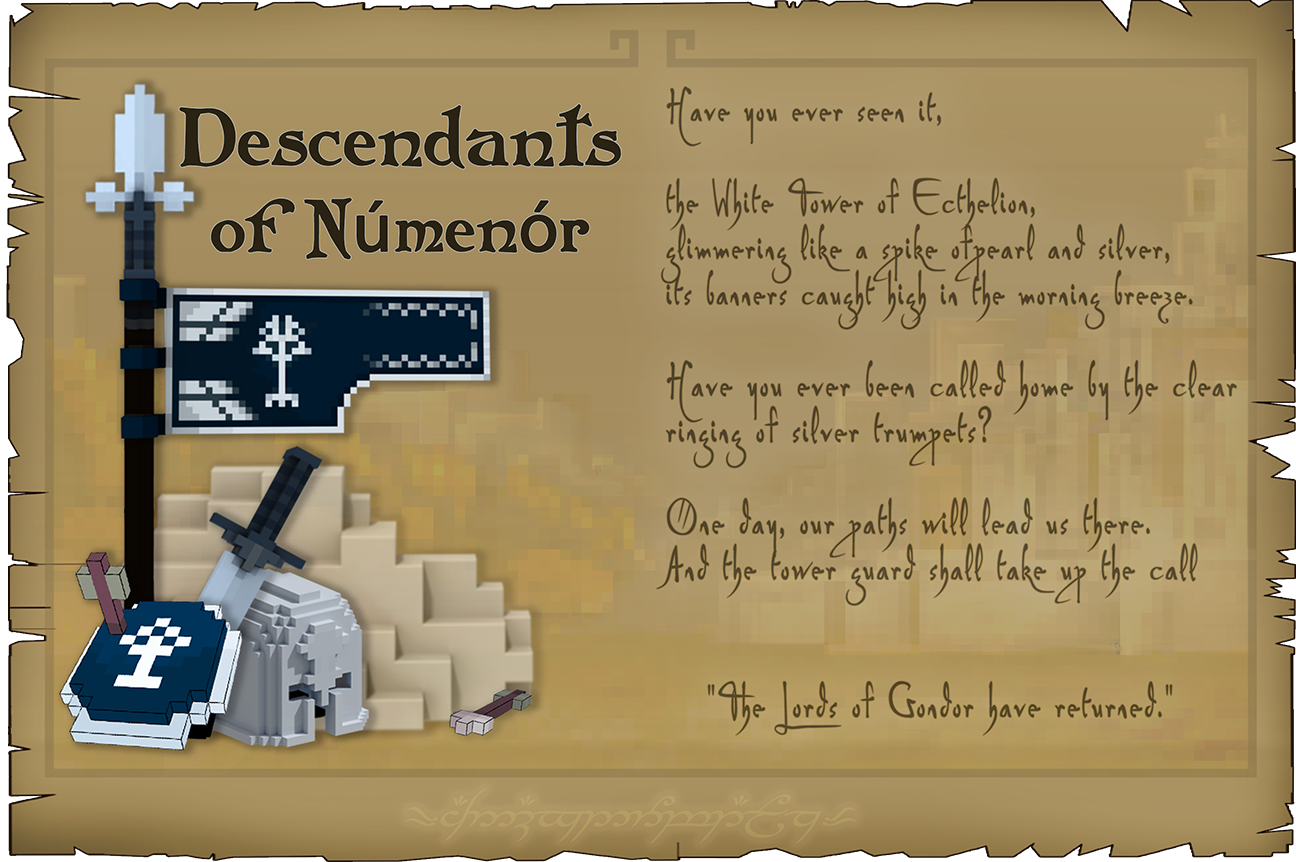 Descendants
of Númenór
Have you ever seen it,
the White Tower of Ecthelion,
glimmering like a spike of pearl and silver,
its banners caught high in the morning breeze.
Have you ever been called home by the clear
ringing of silver trumpets?
One day, our paths will lead us there.
And the tower guard shall take up the call
"The Lords of Gondor have returned."